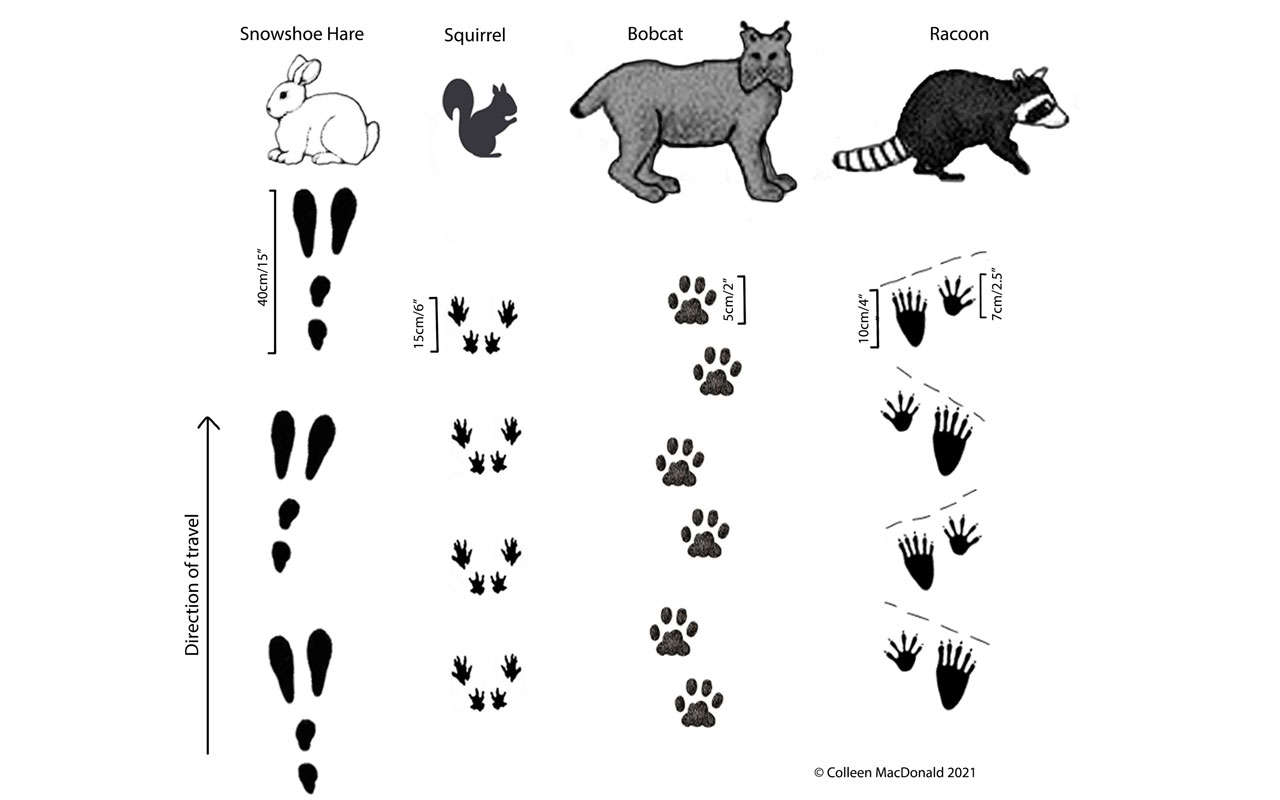 Snowshoe Hare
Squirrel
Bobcat
Racoon
40cm/15"
15cm/6"
5cm/2"
10cm/4"
7cm/2.5"
Direction of travel
© Colleen MacDonald 2021